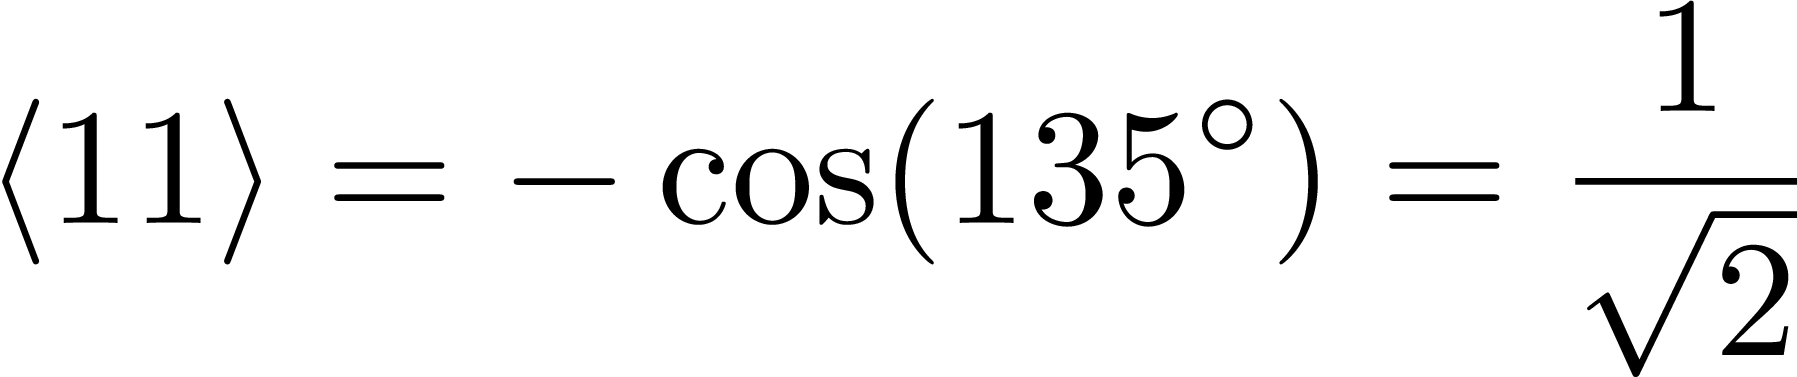 ⟨11⟩ = − cos(135°) = 1/√2